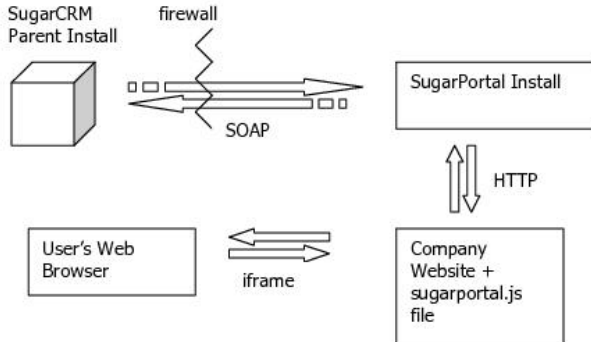 SugarCRM
Parent Install
firewall
SugarPortal Install
SOAP
HTTP
User's Web
Browser
iframe
Company
Website +
sugarportal.js
file